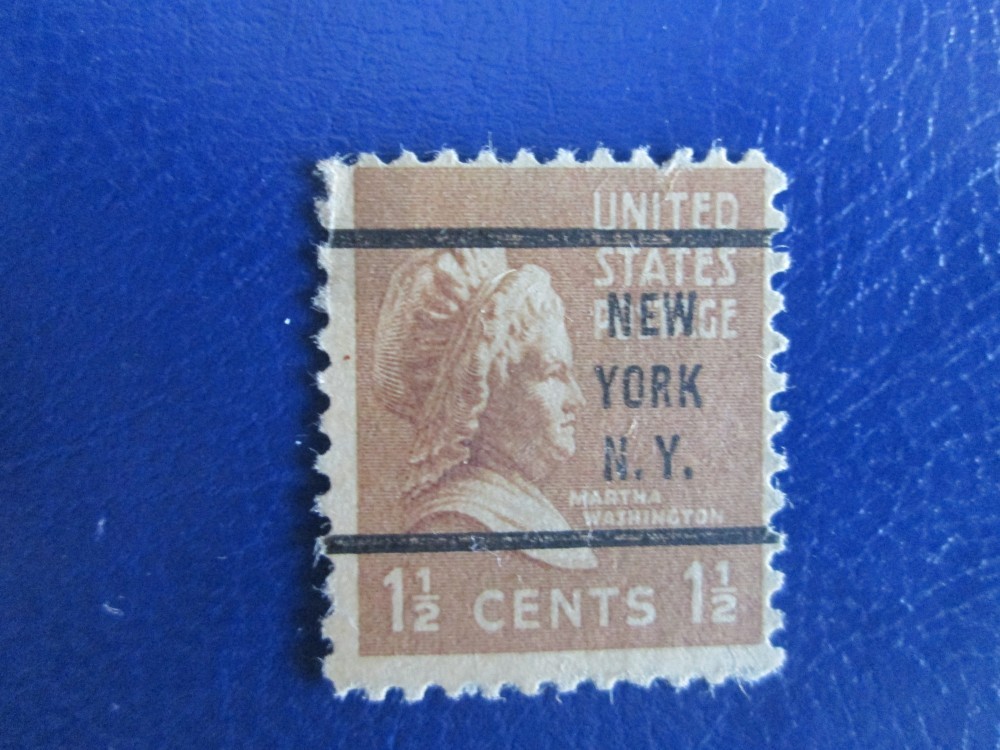 UNITED
STATES
NEW
YORK
N.Y.
MARTHA
WASHINGTON
1½ CENTS 1½